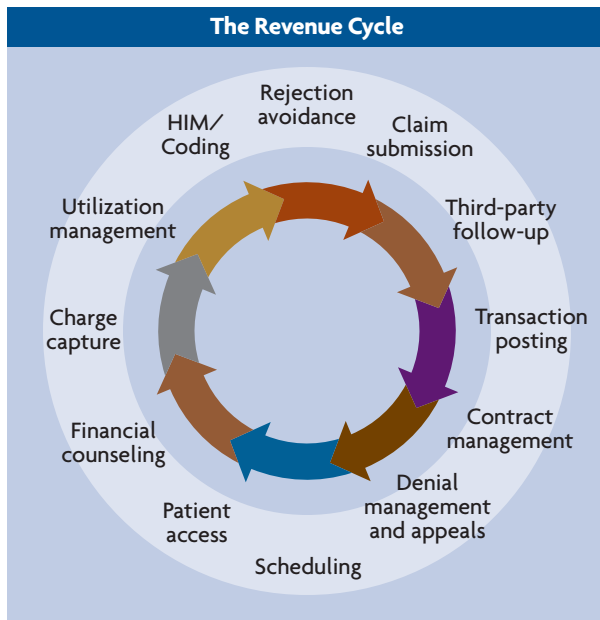 The Revenue Cycle
Rejection
avoidance
Claim
submission
Third-party
follow-up
Transaction
posting
Contract
management
Denial
management
and appeals
Scheduling
Patient
access
Financial
counseling
Charge
capture
Utilization
management
HIM/
Coding